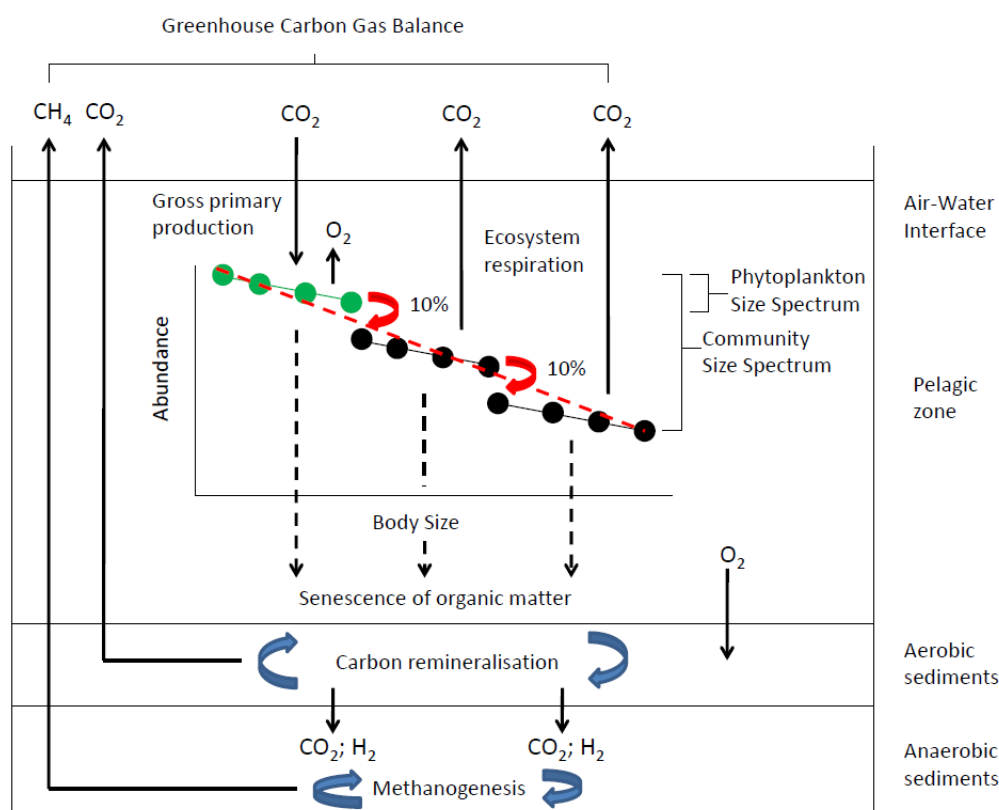 Greenhouse Carbon Gas Balance
CH₄ CO₂ CO₂ CO₂ CO₂
Gross primary
production
O₂
Ecosystem
respiration
Air-Water
Interface
Phytoplankton
Size Spectrum
10%
Community
Size Spectrum
10%
Abundance
Pelagic
zone
Body Size
O₂
Senescence of organic matter
Carbon remineralisation
Aerobic
sediments
CO₂; H₂ CO₂; H₂
Methanogenesis
Anaerobic
sediments